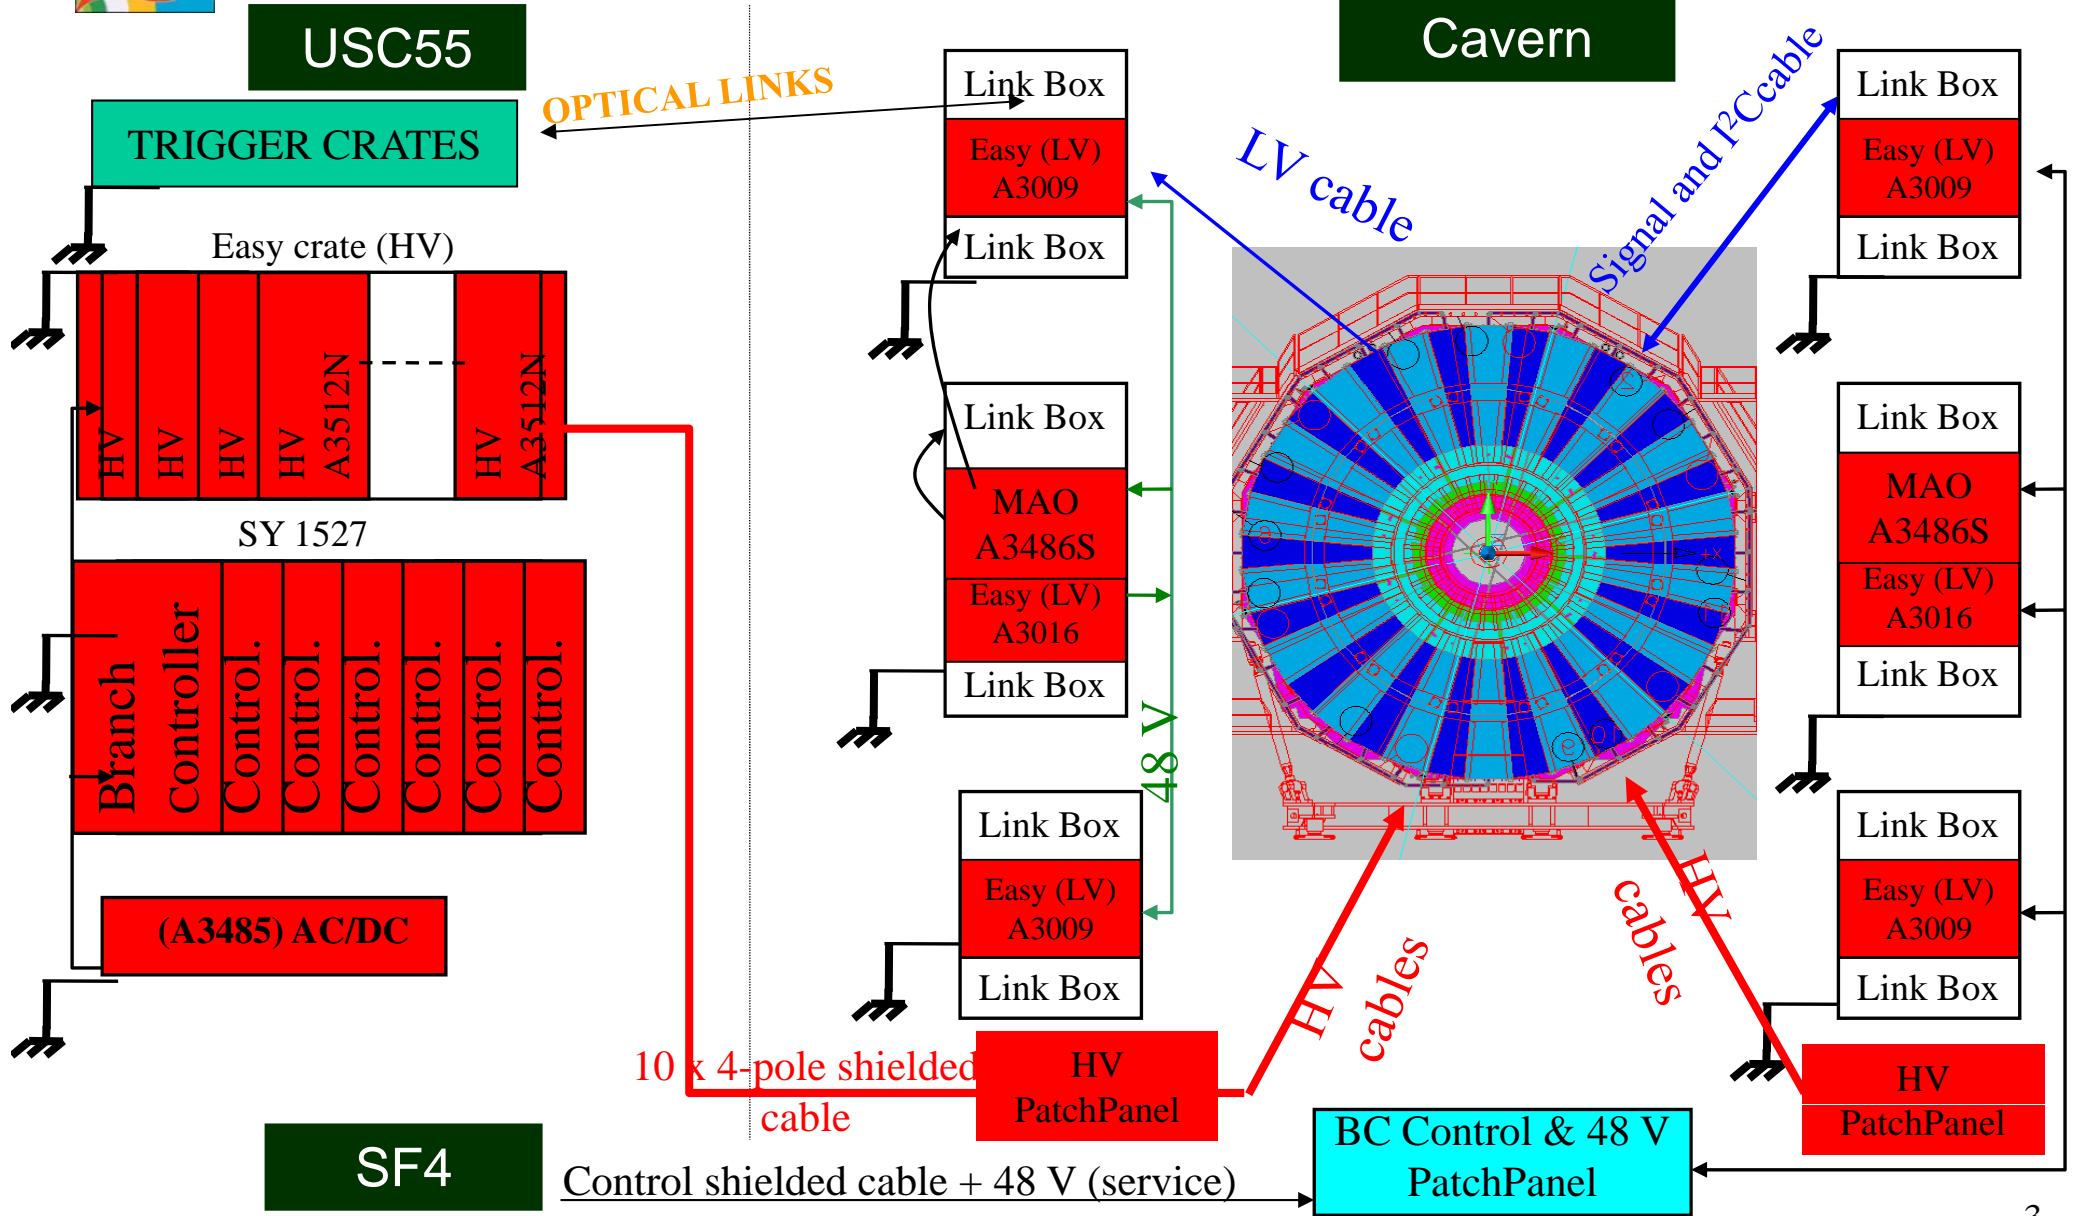 USC55
Cavern
OPTICAL LINKS
TRIGGER CRATES
Easy crate (HV)
HV
HV
HV
HV
A3512N
HV
A3512N
SY 1527
Branch
Controller
Control.
Control.
Control.
Control.
Control.
Control.
(A3485) AC/DC
SF4
Link Box
Easy (LV)
A3009
Link Box
Link Box
MAO
A3486S
Easy (LV)
A3016
Link Box
48 V
Link Box
Easy (LV)
A3009
Link Box
10 x 4-pole shielded
cable
HV
PatchPanel
Control shielded cable + 48 V (service)
LV cable
Signal and I²Ccable
+X
HV
cables
HV
cables
BC Control & 48 V
PatchPanel
Link Box
Easy (LV)
A3009
Link Box
Link Box
MAO
A3486S
Easy (LV)
A3016
Link Box
Link Box
Easy (LV)
A3009
Link Box
HV
PatchPanel
3